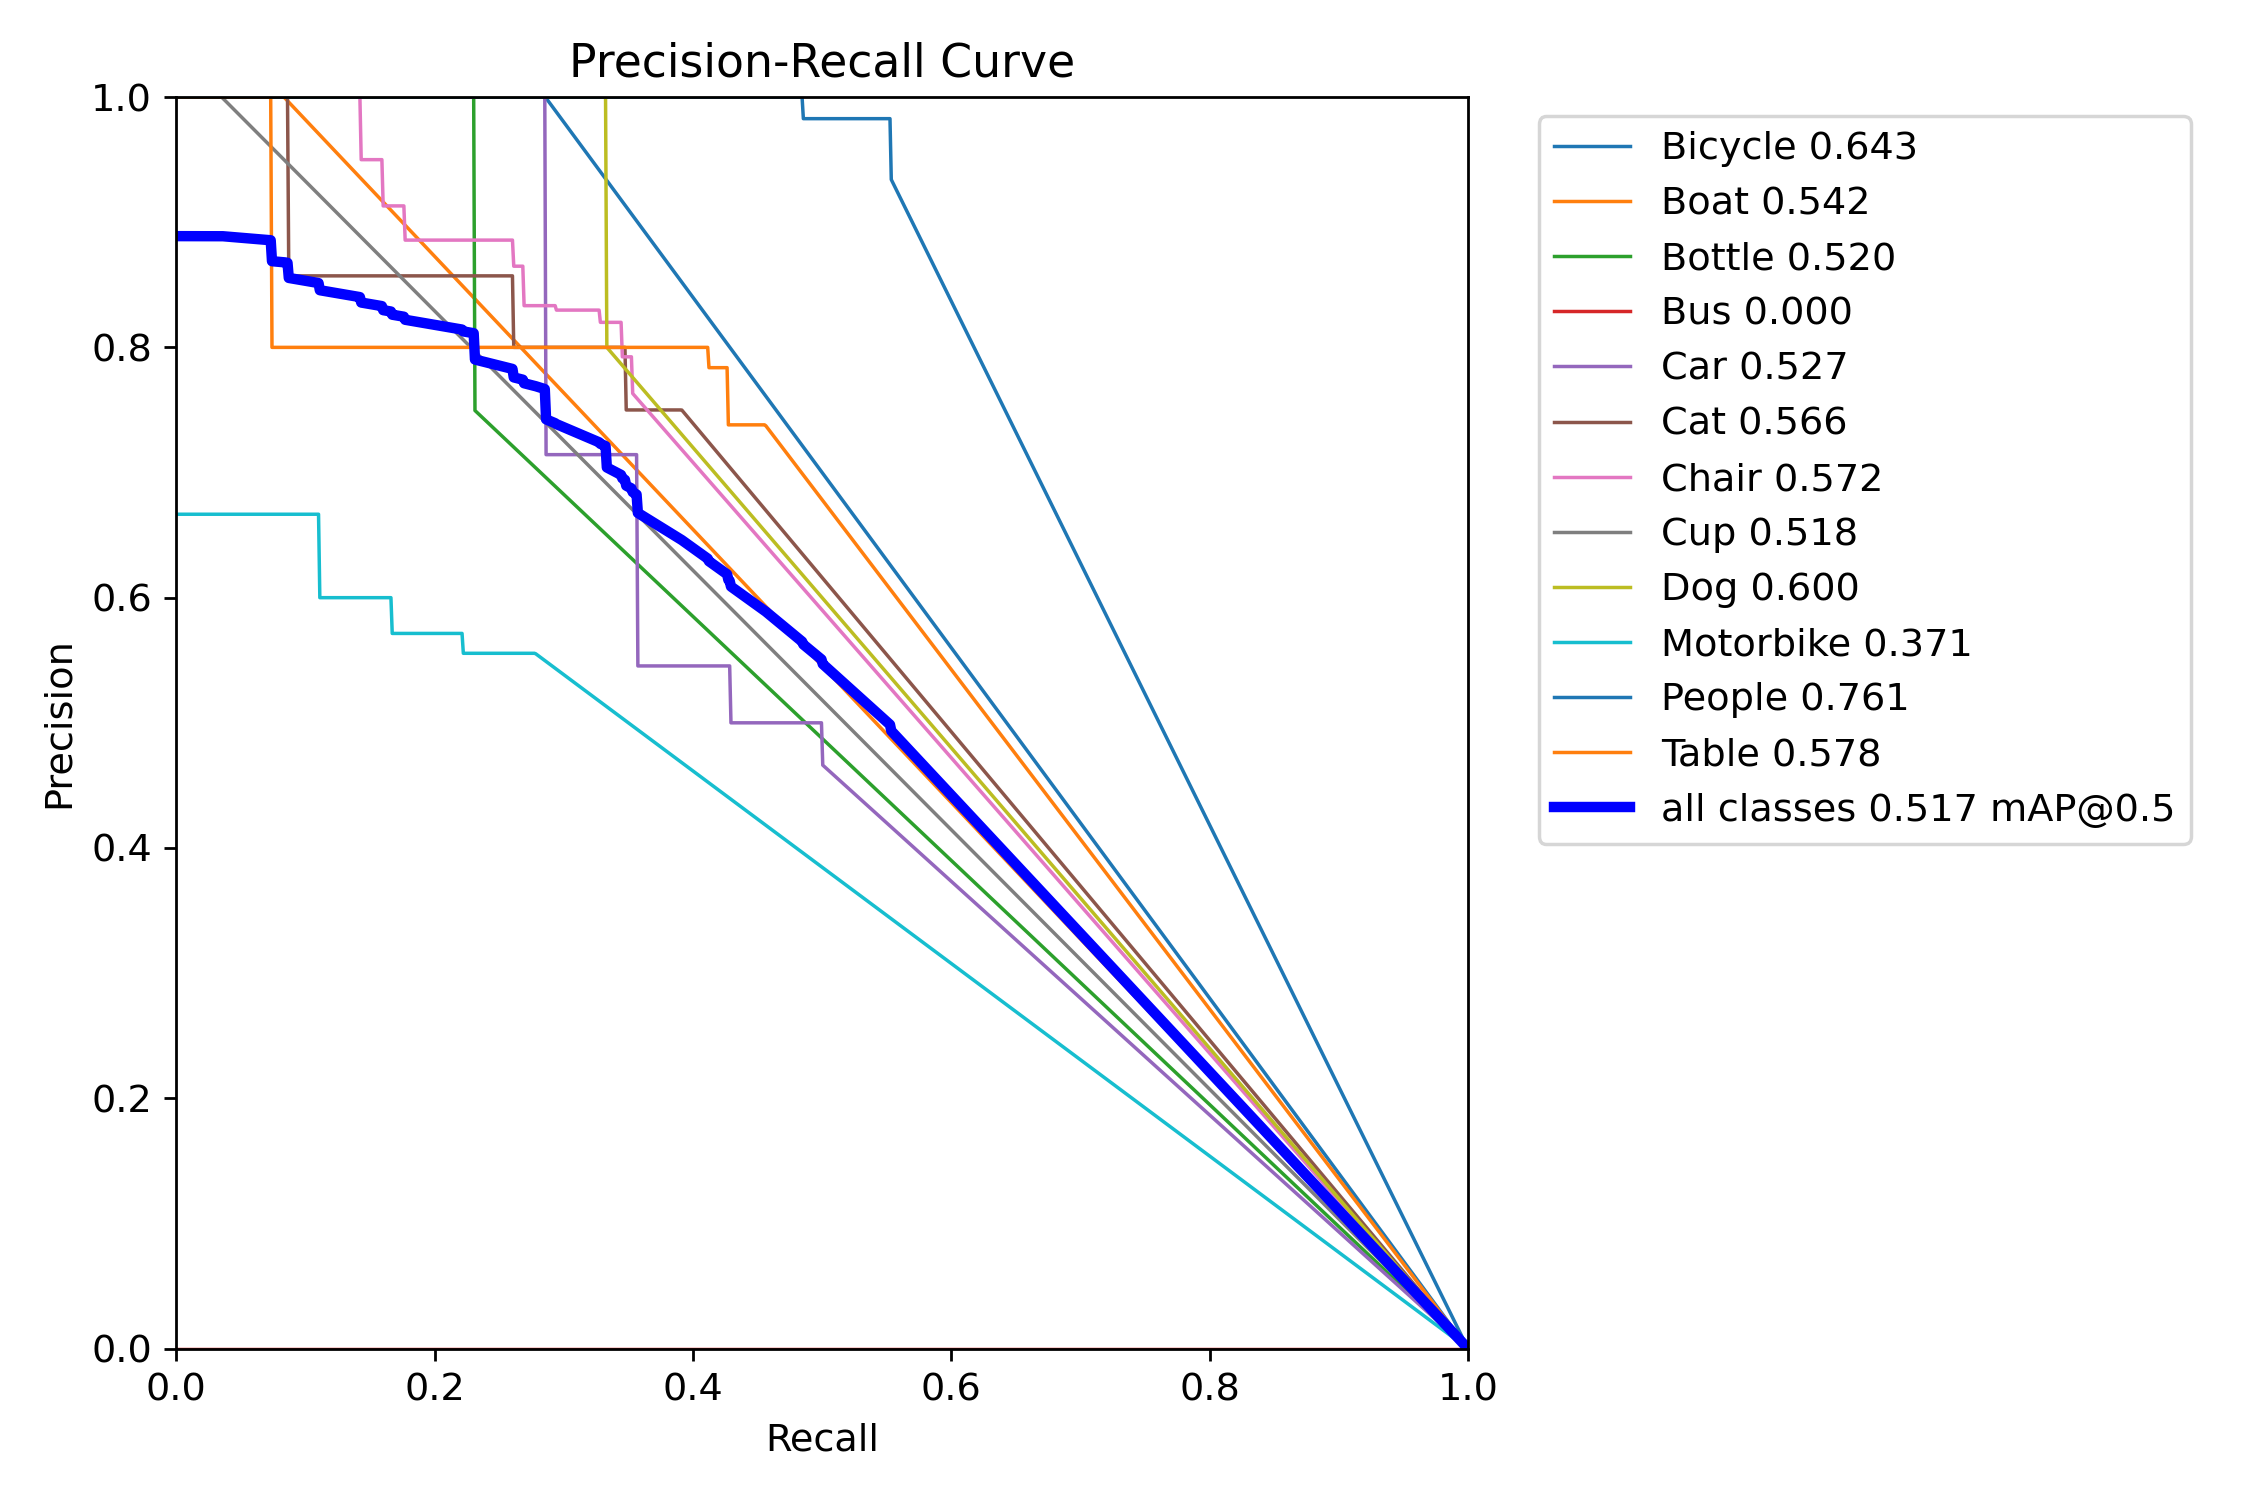 Precision-Recall Curve
1.0
0.8
0.6
0.4
0.2
0.0
Precision
0.0 0.2 0.4 0.6 0.8 1.0
Recall
Bicycle 0.643
Boat 0.542
Bottle 0.520
Bus 0.000
Car 0.527
Cat 0.566
Chair 0.572
Cup 0.518
Dog 0.600
Motorbike 0.371
People 0.761
Table 0.578
all classes 0.517 mAP@0.5